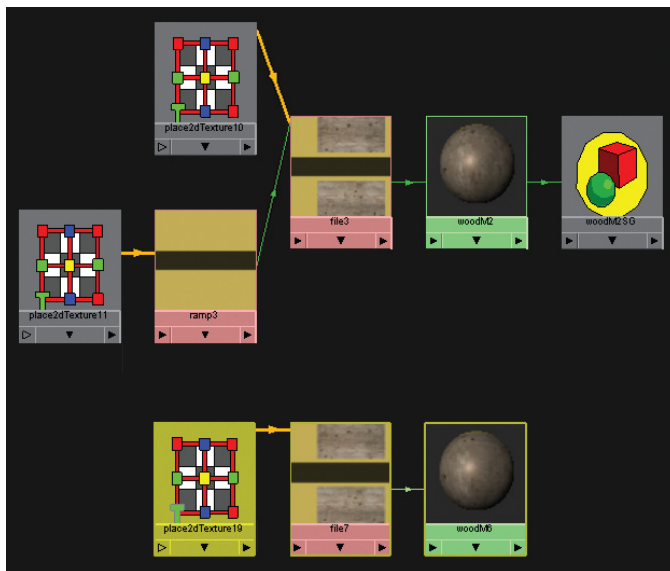 place2dTexture10
file3
woodM2
woodM2SG
place2dTexture11
ramp3
place2dTexture19
file7
woodM6